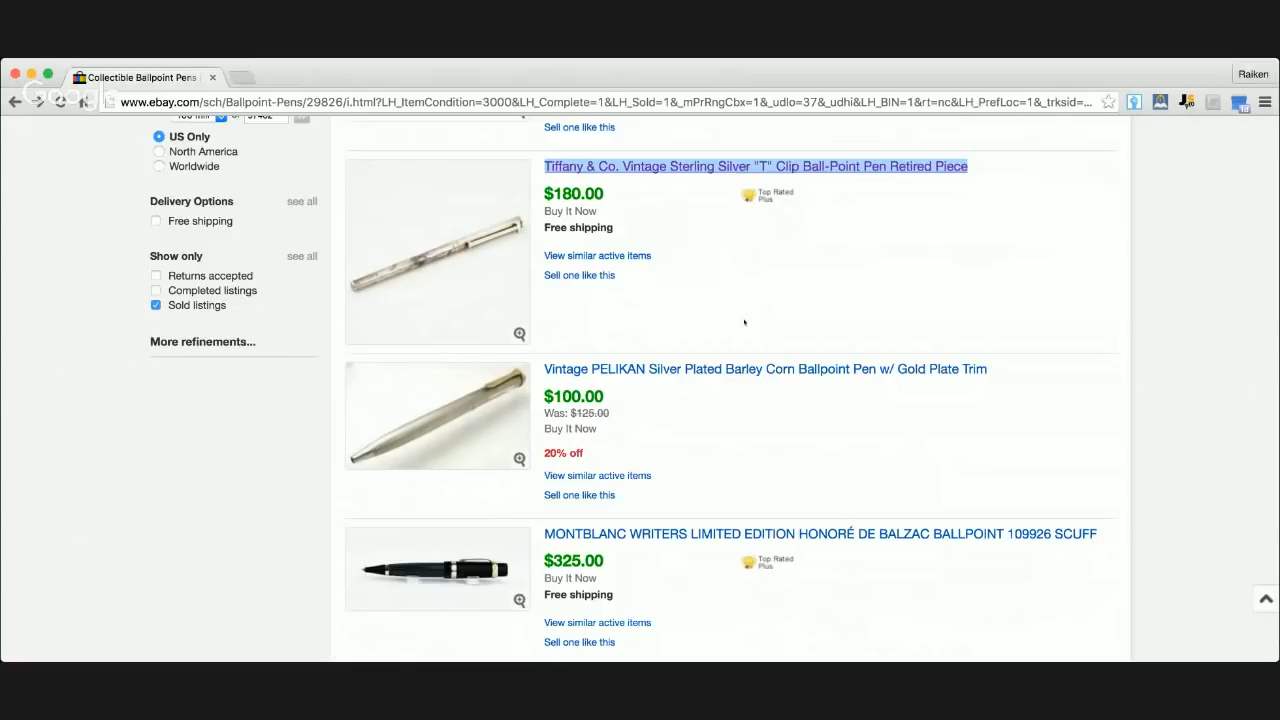 Collectible Ballpoint Pens
Raiken
Google
www.ebay.com/sch/Ballpoint-Pens/29826/i.html?LH_ItemCondition=3000&LH_Complete=1&LH_Sold=1&_mPrRngCbx=1&_udlo=37&_udhi&LH_BIN=1&rt=nc&LH_PrefLoc=1&_trksid=...
US Only
North America
Worldwide
Delivery Options see all
Free shipping
Show only see all
Returns accepted
Completed listings
Sold listings
More refinements...
Sell one like this
Tiffany & Co. Vintage Sterling Silver "T" Clip Ball-Point Pen Retired Piece
$180.00
Top Rated
Plus
Buy It Now
Free shipping
View similar active items
Sell one like this
Vintage PELIKAN Silver Plated Barley Corn Ballpoint Pen w/ Gold Plate Trim
$100.00
Was: $125.00
Buy It Now
20% off
View similar active items
Sell one like this
MONTBLANC WRITERS LIMITED EDITION HONORÉ DE BALZAC BALLPOINT 109926 SCUFF
$325.00
Top Rated
Plus
Buy It Now
Free shipping
View similar active items
Sell one like this